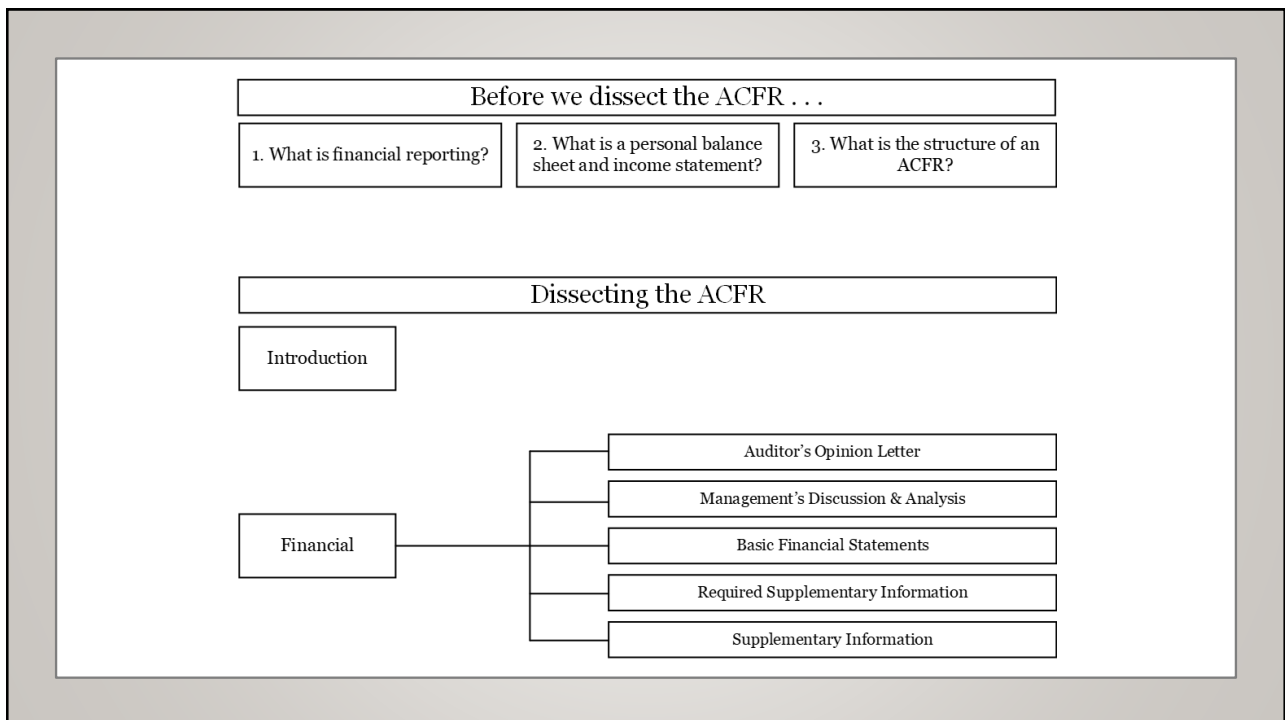 Before we dissect the ACFR . . .
1. What is financial reporting?
2. What is a personal balance
sheet and income statement?
3. What is the structure of an
ACFR?
Dissecting the ACFR
Introduction
Financial
Auditor’s Opinion Letter
Management’s Discussion & Analysis
Basic Financial Statements
Required Supplementary Information
Supplementary Information